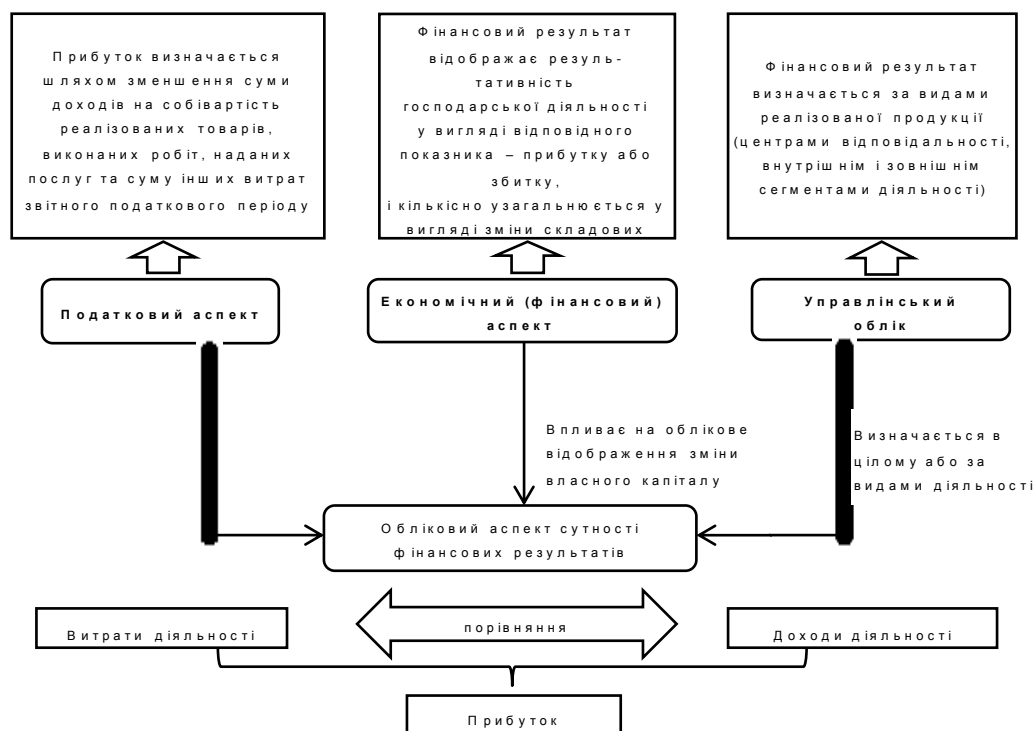 Прибуток визначається
шляхом зменшення суми
доходів на собівартість
реалізованих товарів,
виконаних робіт, наданих
послуг та суму інших витрат
звітного податкового періоду
Фінансовий результат
відображає резуль-
тативність
господарської діяльності
у вигляді відповідного
показника – прибутку або
збитку,
і кількісно узагальнюється у
вигляді зміни складових
Фінансовий результат
визначається за видами
реалізованої продукції
(центрами відповідальності,
внутрішнім і зовнішнім
сегментами діяльності)
Податковий аспект
Економічний (фінансовий)
аспект
Управлінський
облік
Впливає на облікове
відображення зміни
власного капіталу
Визначається в
цілому або за
видами діяльності
Обліковий аспект сутності
фінансових результатів
Витрати діяльності
порівняння
Доходи діяльності
Прибуток